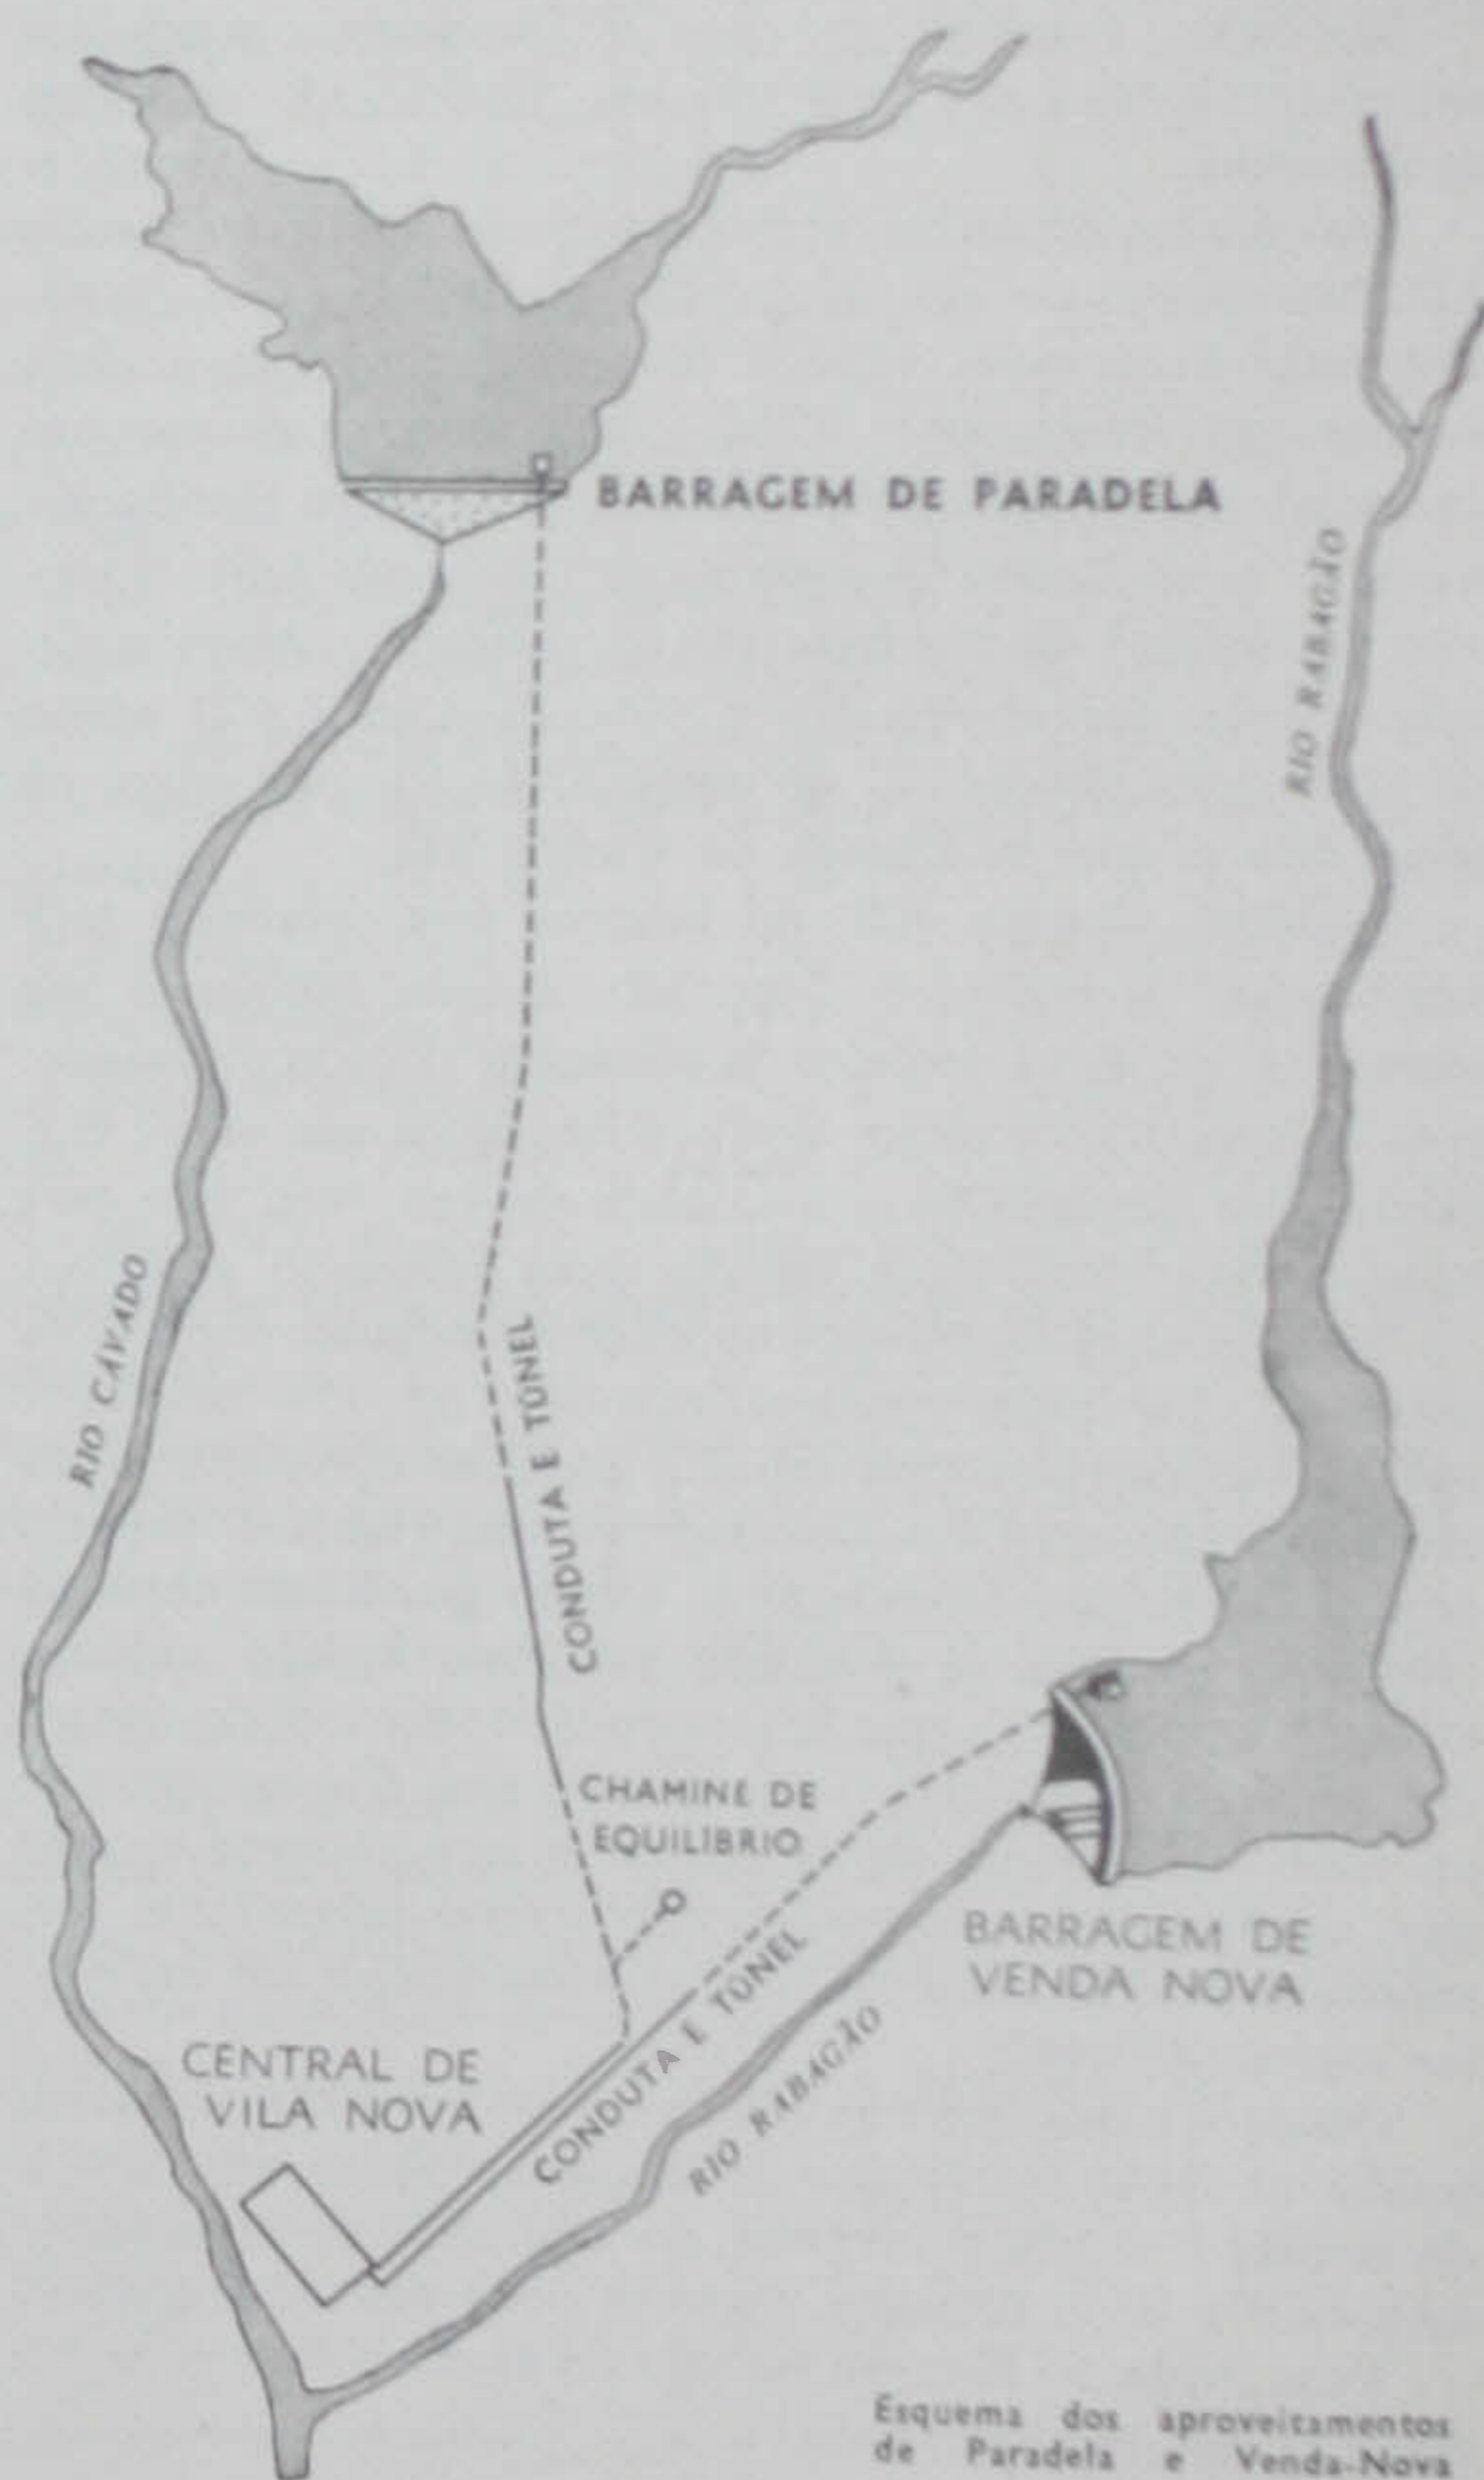 BARRAGEM DE PARADELA
RIO RABAGÃO
RIO CÁVADO
CONDUTA E TÚNEL
CHAMINE DE
EQUILIBRIO
BARRAGEM DE
VENDA NOVA
CONDUTA E TÚNEL
RIO RABAGÃO
CENTRAL DE
VILA NOVA
Esquema dos aproveitamentos
de Paradela e Venda-Nova